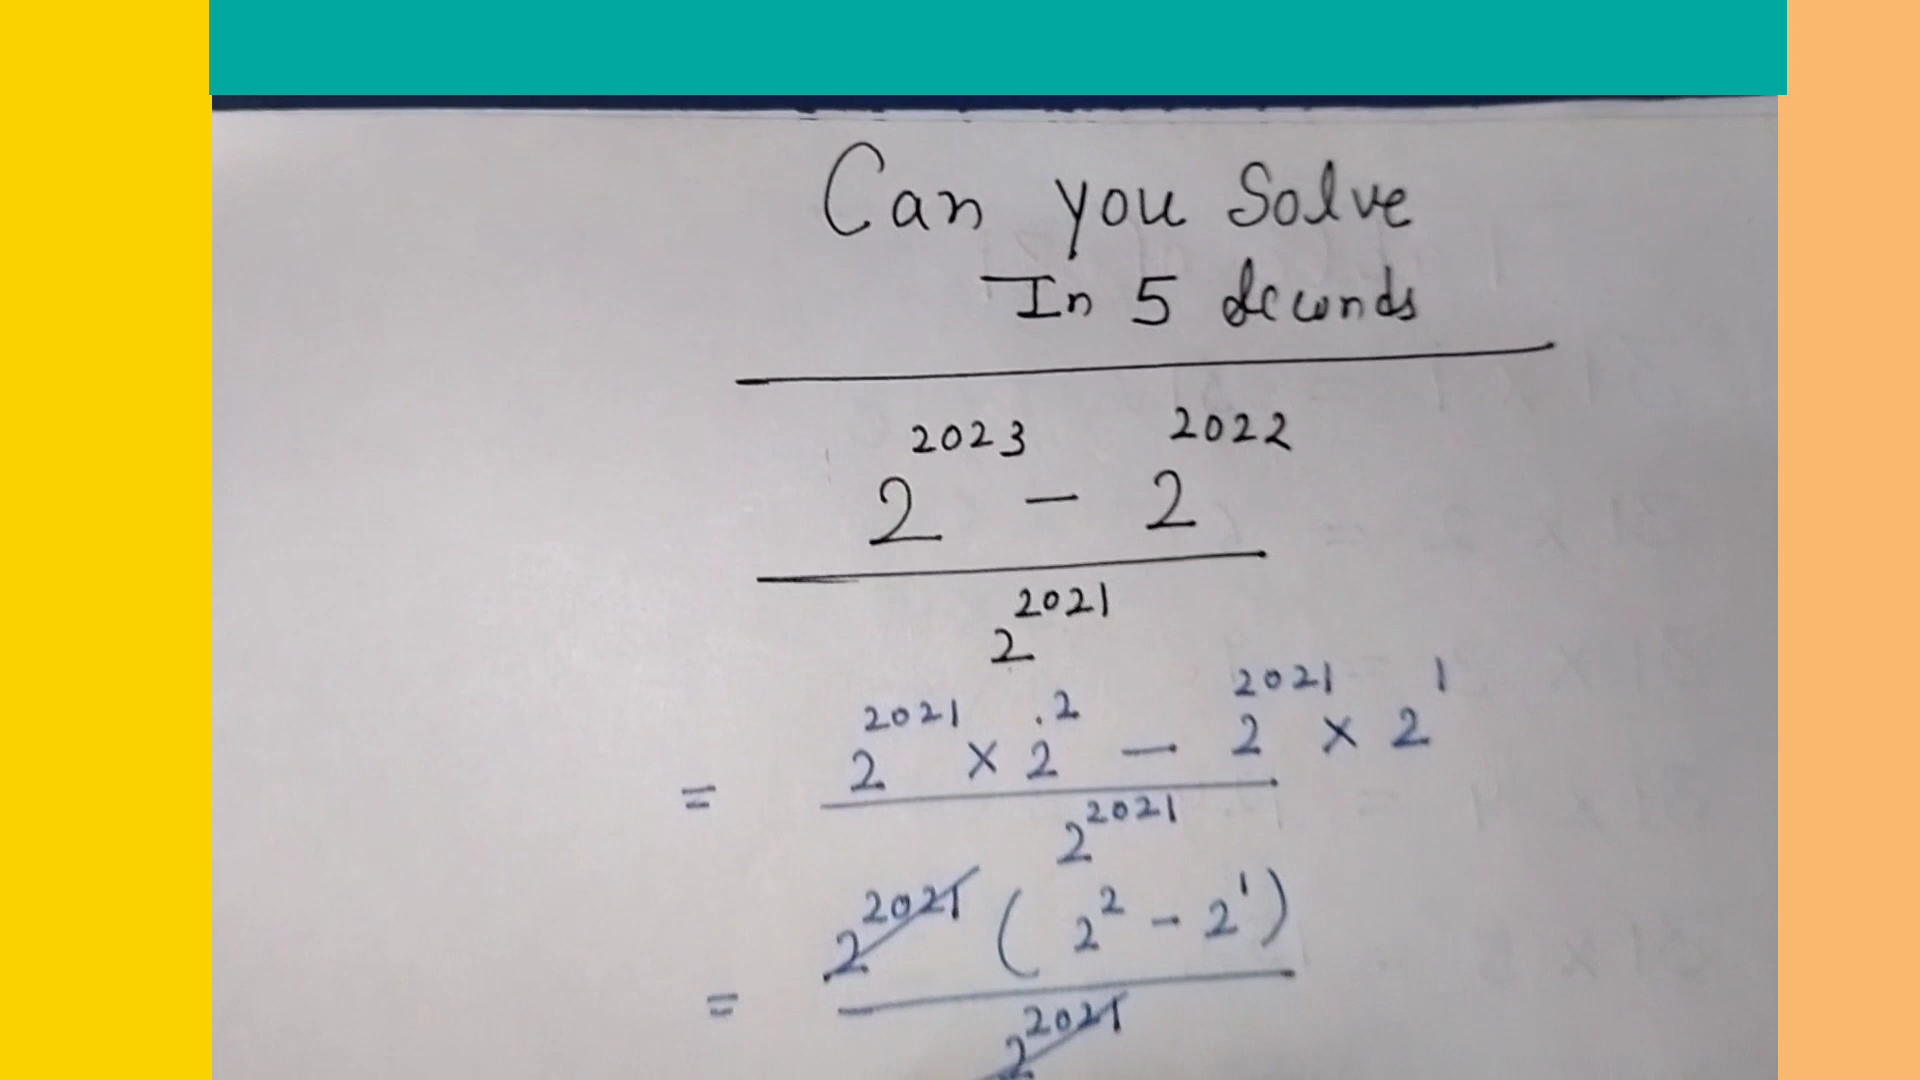 Can you Solve
In 5 Seconds
2^2023 - 2^2022
2^2021
= 2^2021 × 2^.2 - 2^2021 × 2^1
2^2021
= 2^2021 ( 2^2 - 2^1 )
2^2021